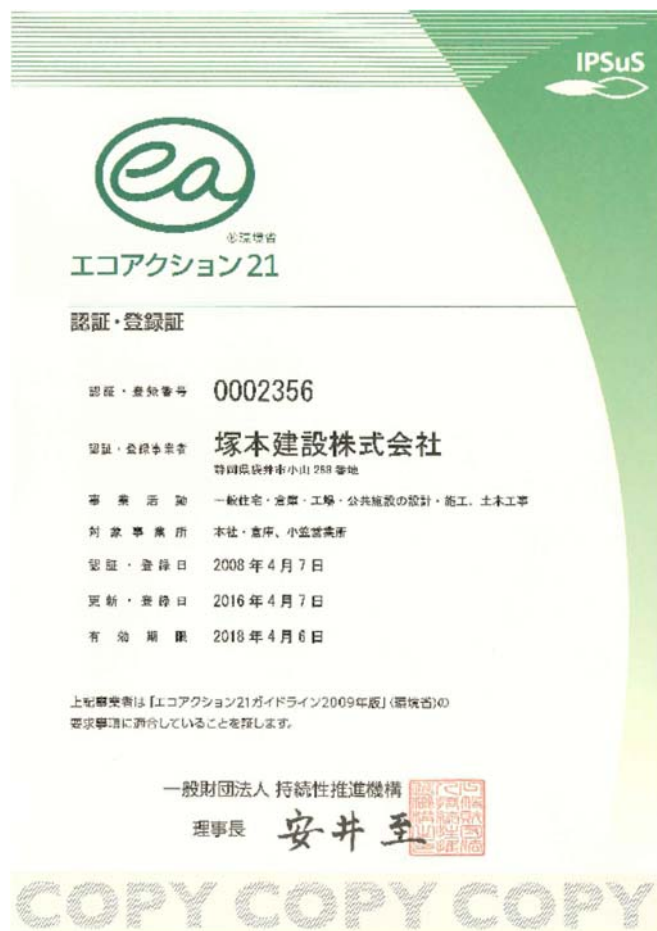 IPSuS
ea
®環境省
エコアクション21
認証・登録証
認証・登録番号 0002356
認証・登録事業者 塚本建設株式会社
静岡県袋井市小山 288 番地
事業活動 一般住宅・倉庫・工場・公共施設の設計・施工、土木工事
対象事業所 本社・倉庫、小笠営業所
認証・登録日 2008年4月7日
更新・登録日 2016年4月7日
有効期限 2018年4月6日
上記事業者は「エコアクション21ガイドライン2009年版」(環境省)の
要求事項に適合していることを証します。
一般財団法人 持続性推進機構
理事長 安井 至
COPY COPY COPY